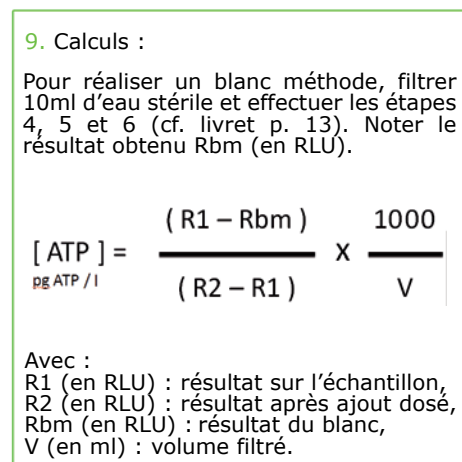 9. Calculs :
Pour réaliser un blanc méthode, filtrer
10ml d’eau stérile et effectuer les étapes
4, 5 et 6 (cf. livret p. 13). Noter le
résultat obtenu Rbm (en RLU).
( R1 – Rbm ) 1000
[ ATP ] = X
pg ATP / l ( R2 – R1 ) V
Avec :
R1 (en RLU) : résultat sur l’échantillon,
R2 (en RLU) : résultat après ajout dosé,
Rbm (en RLU) : résultat du blanc,
V (en ml) : volume filtré.